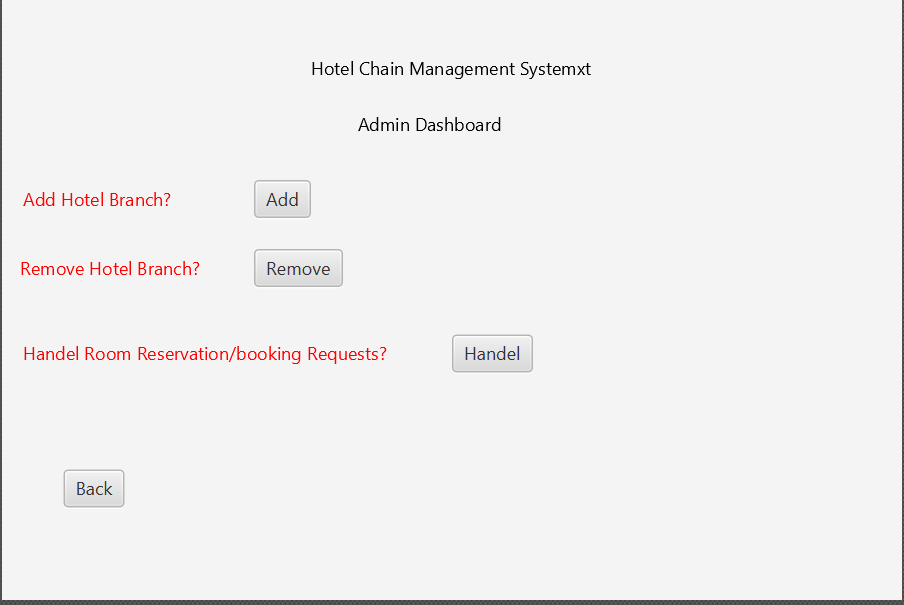 Hotel Chain Management Systemxt
Admin Dashboard
Add Hotel Branch? Add
Remove Hotel Branch? Remove
Handel Room Reservation/booking Requests? Handel
Back